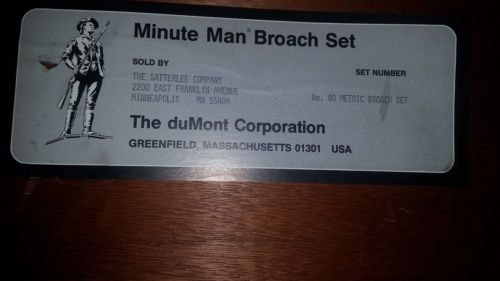 Minute Man® Broach Set
SOLD BY
SET NUMBER
THE SATTERLEE COMPANY
2200 EAST FRANKLIN AVENUE
MINNEAPOLIS MN 55404
No. 80 METRIC BROACH SET
The duMont Corporation
GREENFIELD, MASSACHUSETTS 01301 USA